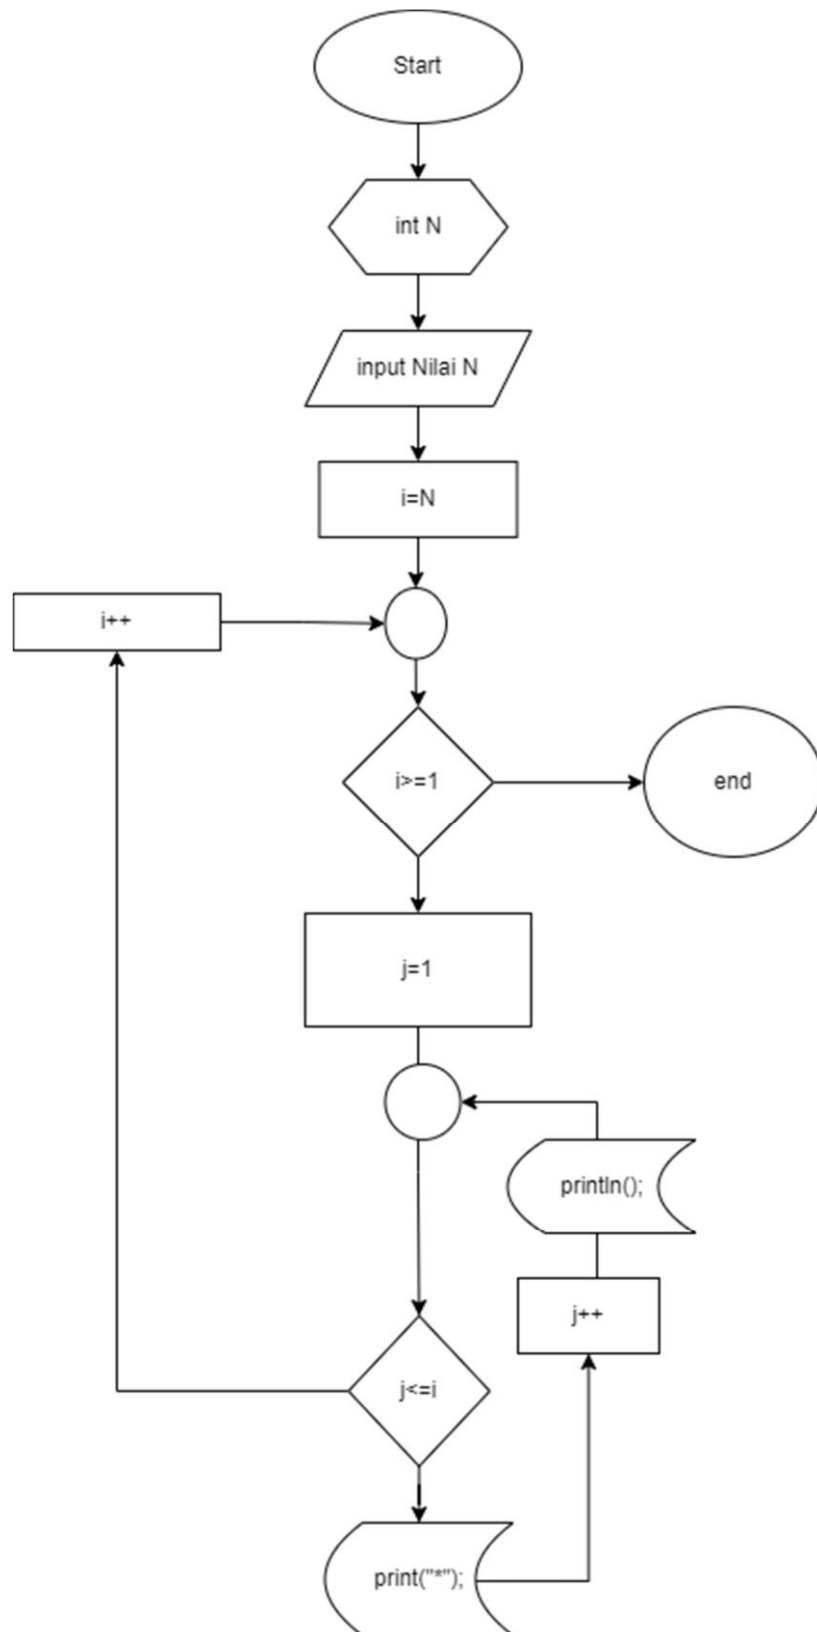 Start
int N
input Nilai N
i=N
i++
i>=1
end
j=1
println();
j++
j<=i
print("*");